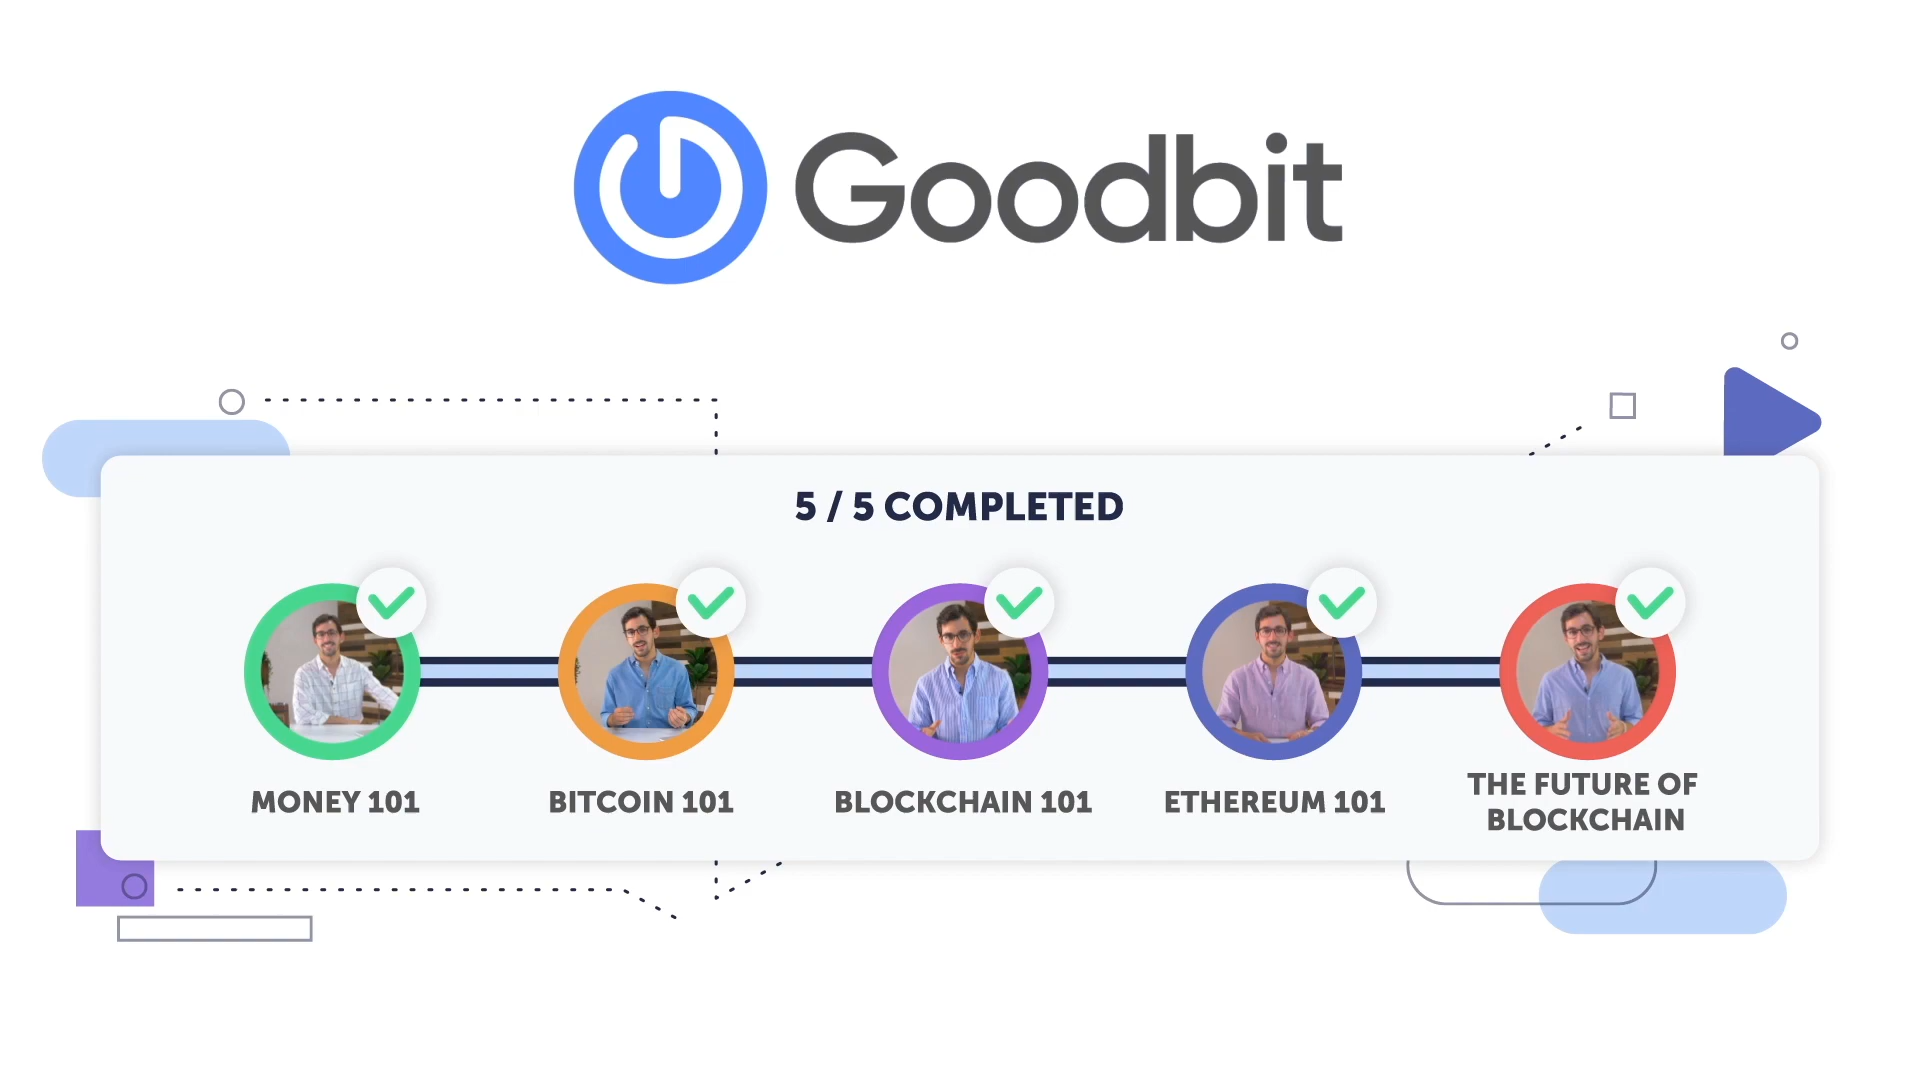 Goodbit
5 / 5 COMPLETED
MONEY 101
BITCOIN 101
BLOCKCHAIN 101
ETHEREUM 101
THE FUTURE OF
BLOCKCHAIN